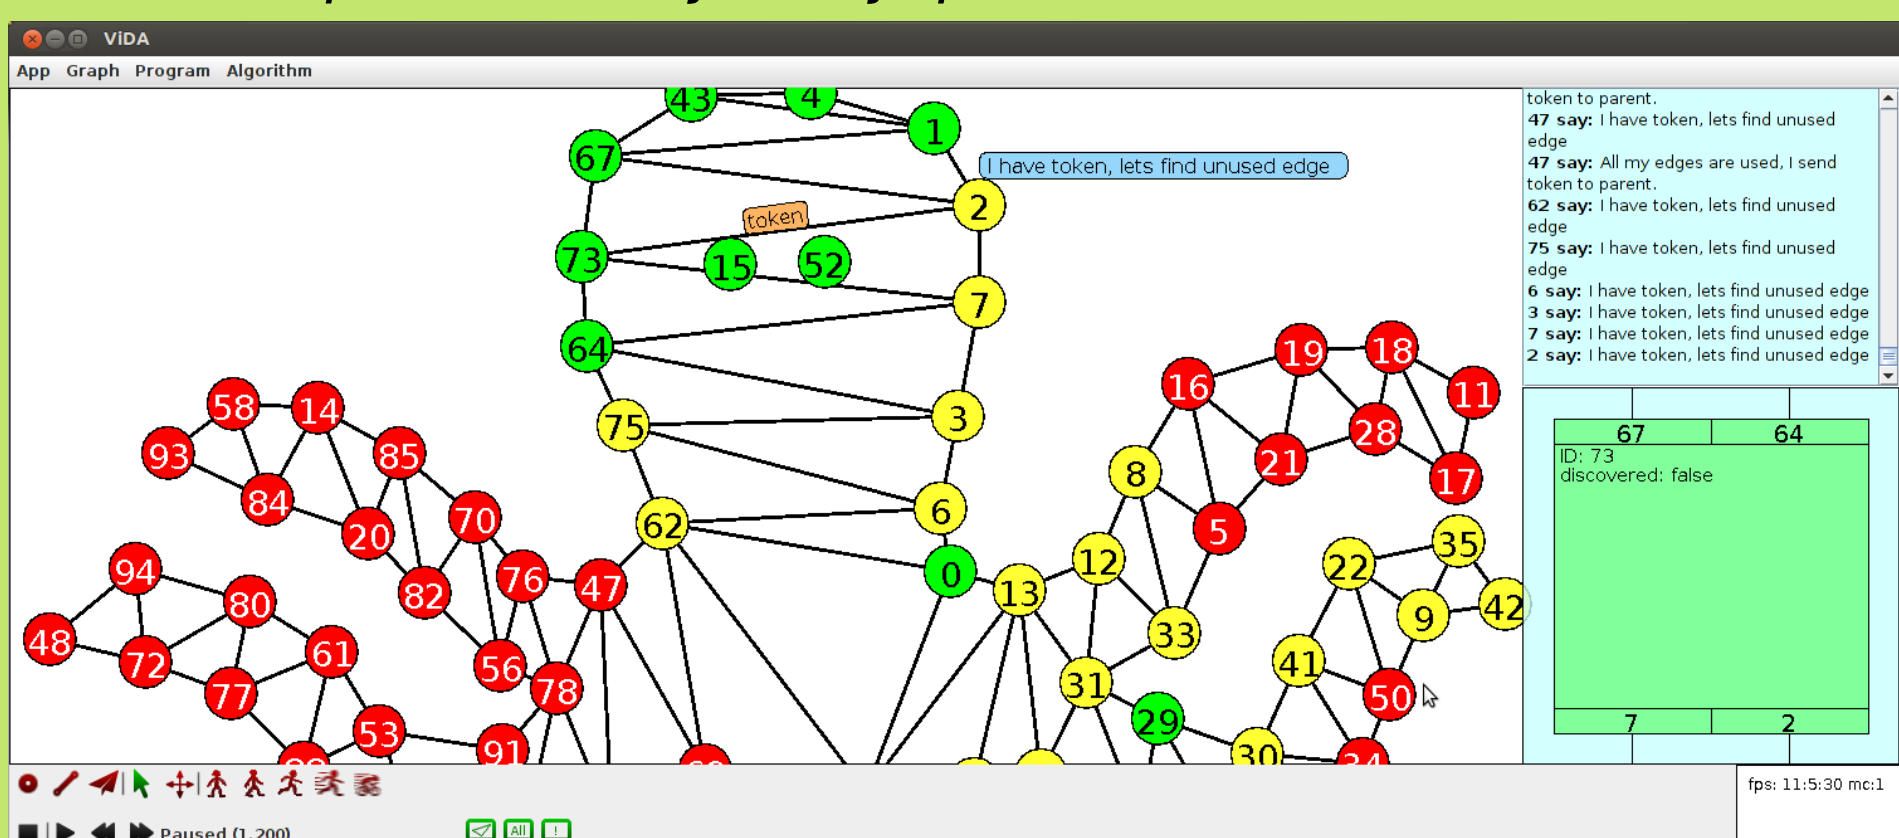 ViDA
App Graph Program Algorithm
43 4 1
67
I have token, lets find unused edge
2
token
73 15 52
7
64
19 18
16 11
58 14
75 3 28
93 85 21 8 17
84 70 6 5
20 62 35
94 76 47 0 12 22
82 13 42
80 9
48 33
72 61 56 41
77 78 31 50
53 29
91 30
token to parent.
47 say: I have token, lets find unused
edge
47 say: All my edges are used, I send
token to parent.
62 say: I have token, lets find unused
edge
75 say: I have token, lets find unused
edge
6 say: I have token, lets find unused edge
3 say: I have token, lets find unused edge
7 say: I have token, lets find unused edge
2 say: I have token, lets find unused edge
67 64
ID: 73
discovered: false
7 2
fps: 11:5:30 mc:1
Paused (1,200)
All !